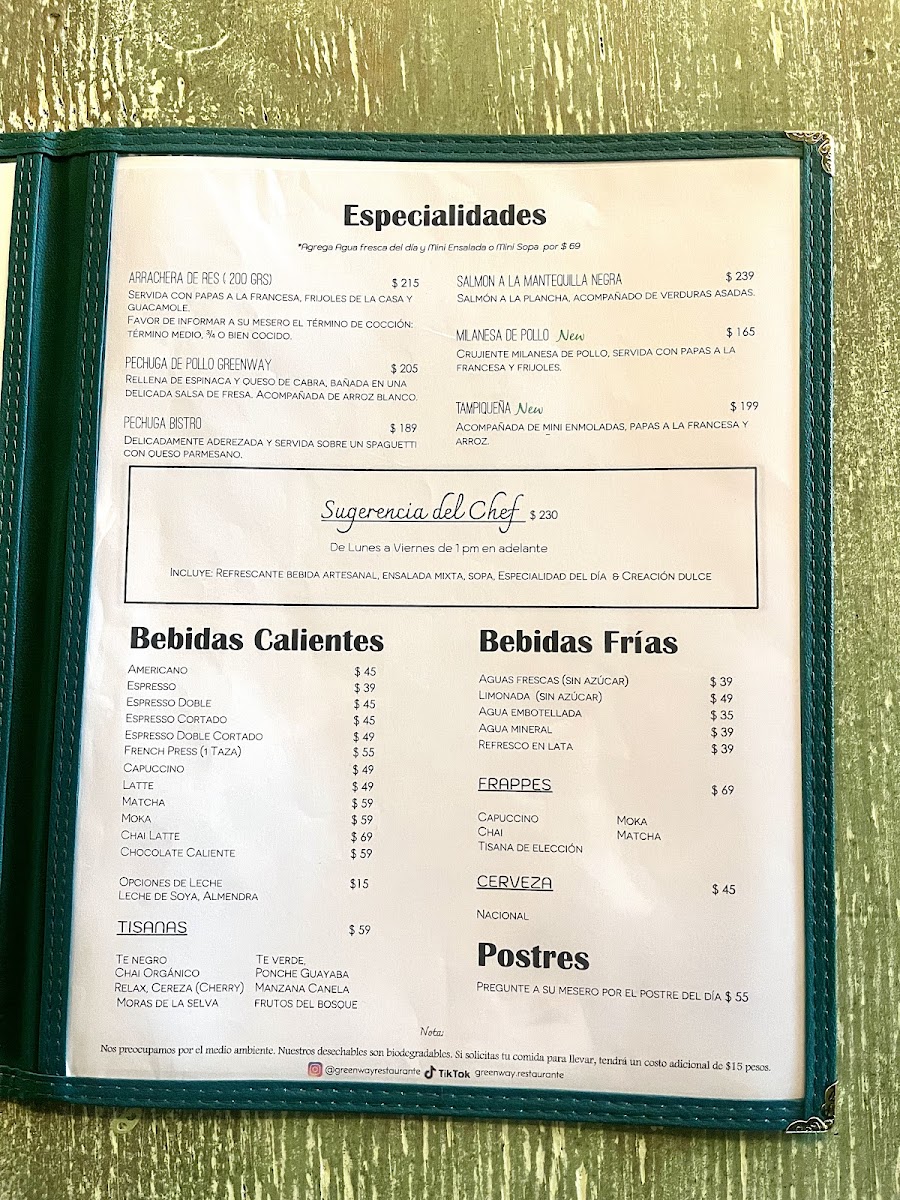 Especialidades
*Agrega Agua fresca del día y Mini Ensalada o Mini Sopa por $ 69
ARRACHERA DE RES ( 200 GRS) $ 215
SERVIDA CON PAPAS A LA FRANCESA, FRIJOLES DE LA CASA Y
GUACAMOLE.
FAVOR DE INFORMAR A SU MESERO EL TÉRMINO DE COCCIÓN:
TÉRMINO MEDIO, ¾ O BIEN COCIDO.
PECHUGA DE POLLO GREENWAY $ 205
RELLENA DE ESPINACA Y QUESO DE CABRA, BAÑADA EN UNA
DELICADA SALSA DE FRESA. ACOMPAÑADA DE ARROZ BLANCO.
PECHUGA BISTRO $ 189
DELICADAMENTE ADEREZADA Y SERVIDA SOBRE UN SPAGUETTI
CON QUESO PARMESANO.
SALMON A LA MANTEQUILLA NEGRA $ 239
SALMÓN A LA PLANCHA, ACOMPAÑADO DE VERDURAS ASADAS.
MILANESA DE POLLO New $ 165
CRUJIENTE MILANESA DE POLLO, SERVIDA CON PAPAS A LA
FRANCESA Y FRIJOLES.
TAMPIQUEÑA New $ 199
ACOMPAÑADA DE MINI ENMOLADAS, PAPAS A LA FRANCESA Y
ARROZ.
Sugerencia del Chef $ 230
De Lunes a Viernes de 1 pm en adelante
INCLUYE: REFRESCANTE BEBIDA ARTESANAL, ENSALADA MIXTA, SOPA, ESPECIALIDAD DEL DÍA & CREACIÓN DULCE
Bebidas Calientes
AMERICANO $ 45
ESPRESSO $ 39
ESPRESSO DOBLE $ 45
ESPRESSO CORTADO $ 45
ESPRESSO DOBLE CORTADO $ 49
FRENCH PRESS (1 TAZA) $ 55
CAPUCCINO $ 49
LATTE $ 49
MATCHA $ 59
MOKA $ 59
CHAI LATTE $ 69
CHOCOLATE CALIENTE $ 59
OPCIONES DE LECHE $15
LECHE DE SOYA, ALMENDRA
TISANAS $ 59
TE NEGRO TE VERDE,
CHAI ORGÁNICO PONCHE GUAYABA
RELAX, CEREZA (CHERRY) MANZANA CANELA
MORAS DE LA SELVA FRUTOS DEL BOSQUE
Bebidas Frías
AGUAS FRESCAS (SIN AZÚCAR) $ 39
LIMONADA (SIN AZÚCAR) $ 49
AGUA EMBOTELLADA $ 35
AGUA MINERAL $ 39
REFRESCO EN LATA $ 39
FRAPPES $ 69
CAPUCCINO MOKA
CHAI MATCHA
TISANA DE ELECCIÓN
CERVEZA $ 45
NACIONAL
Postres
PREGUNTE A SU MESERO POR EL POSTRE DEL DÍA $ 55
Nota:
Nos preocupamos por el medio ambiente. Nuestros desechables son biodegradables. Si solicitas tu comida para llevar, tendrá un costo adicional de $15 pesos.
@greenwayrestaurante TikTok greenway.restaurante